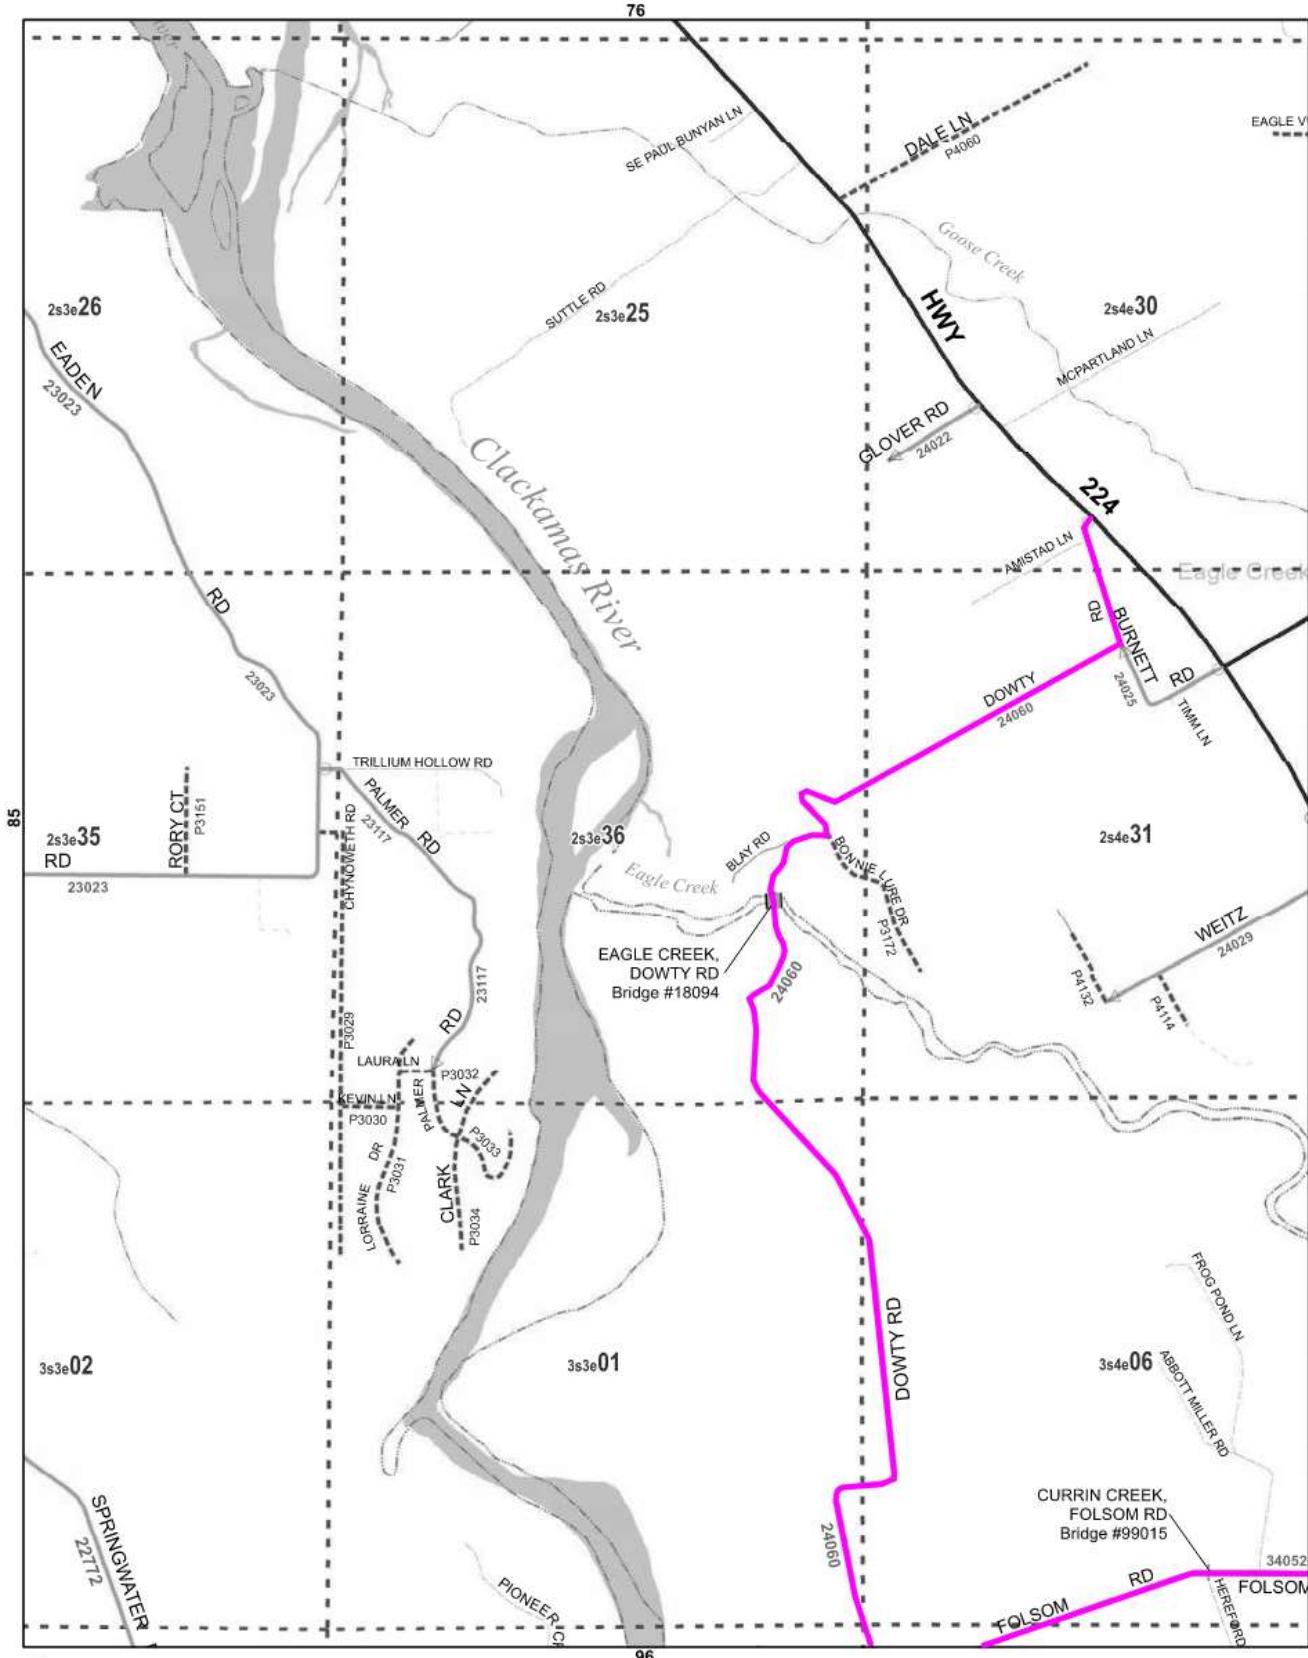 76
River
SE PAUL BUNYAN LN
DALE LN
P4060
EAGLE V
Goose Creek
2s3e26
SUTTLE RD
2s3e25
HWY
2s4e30
EADEN
23023
MCPARTLAND LN
GLOVER RD
24022
Clackamas River
224
AMISTAD LN
Eagle Creek
RD
RD
BURNETT
23023
DOWTY
24060
24025
RD
TIMM LN
TRILLIUM HOLLOW RD
PALMER RD
23117
RORY CT
P3151
85
2s3e35
2s3e36
2s4e31
RD
23023
CHYNOWETH RD
BLAY RD
BONNIE LURE DR
P3172
Eagle Creek
WEITZ
24029
EAGLE CREEK,
DOWTY RD
Bridge #18094
24060
P4132
P4114
23117
RD
P3029
LAURA LN
P3032
KEVIN LN
P3030
PALMER
LN
P3033
LORRAINE DR
P3031
CLARK
P3034
FROG POND LN
DOWTY RD
3s3e02
3s3e01
3s4e06
ABBOTT MILLER RD
SPRINGWATER
22772
CURRIN CREEK,
FOLSOM RD
Bridge #99015
24060
34052
RD
FOLSOM
FOLSOM
HEREFORD
RD
PIONEER CR
96